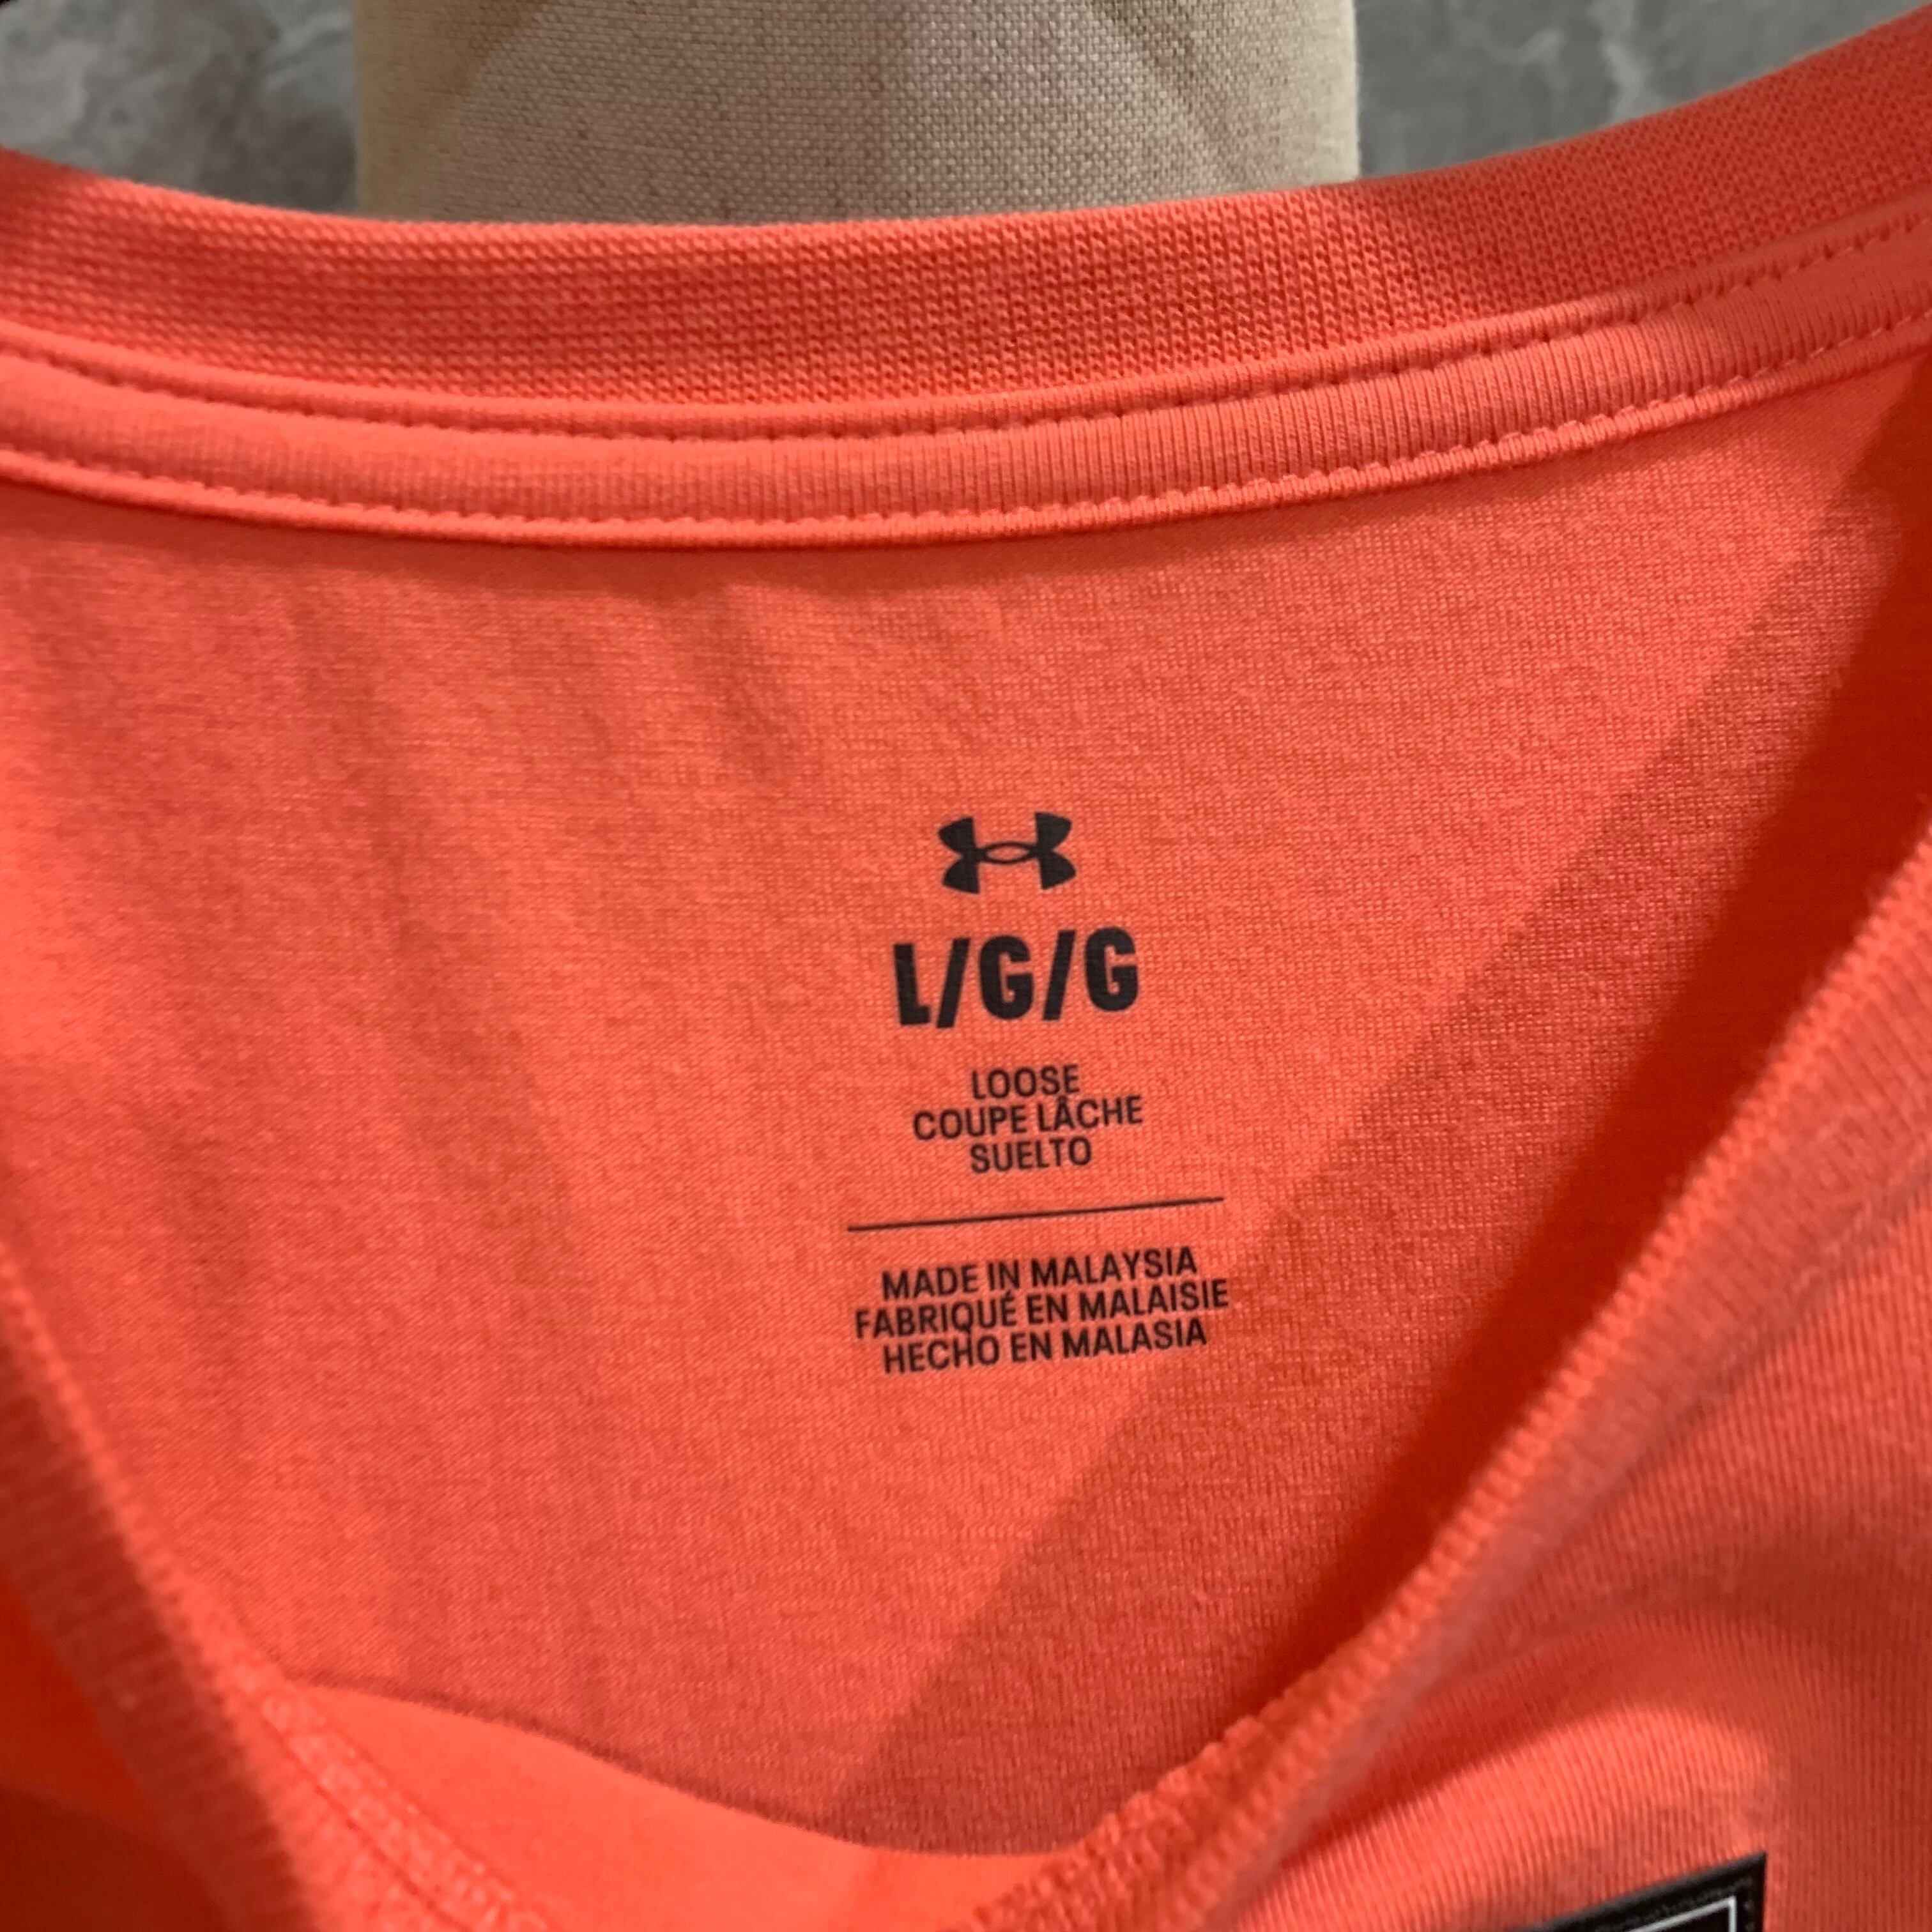 L/G/G
LOOSE
COUPE LÂCHE
SUELTO
MADE IN MALAYSIA
FABRIQUÉ EN MALAISIE
HECHO EN MALASIA